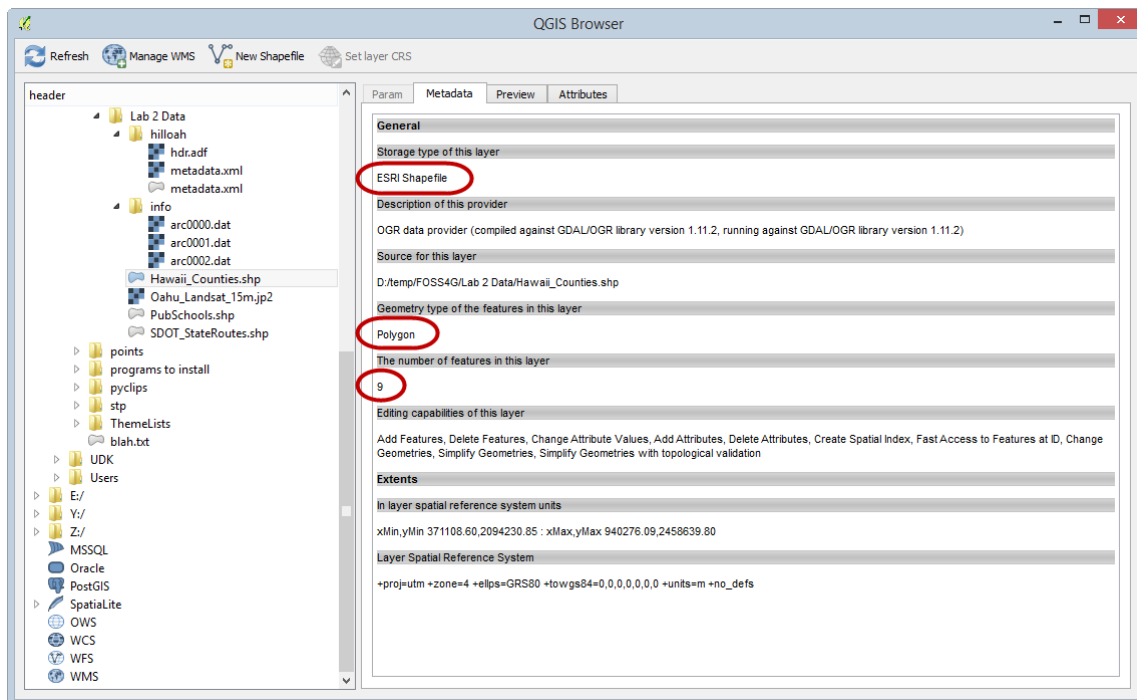 QGIS Browser
Refresh Manage WMS New Shapefile Set layer CRS
header
Lab 2 Data
hilloah
hdr.adf
metadata.xml
metadata.xml
info
arc0000.dat
arc0001.dat
arc0002.dat
Hawaii_Counties.shp
Oahu_Landsat_15m.jp2
PubSchools.shp
SDOT_StateRoutes.shp
points
programs to install
pyclips
stp
ThemeLists
blah.txt
UDK
Users
E:/
Y:/
Z:/
MSSQL
Oracle
PostGIS
SpatiaLite
OWS
WCS
WFS
WMS
Param Metadata Preview Attributes
General
Storage type of this layer
ESRI Shapefile
Description of this provider
OGR data provider (compiled against GDAL/OGR library version 1.11.2, running against GDAL/OGR library version 1.11.2)
Source for this layer
D:/temp/FOSS4G/Lab 2 Data/Hawaii_Counties.shp
Geometry type of the features in this layer
Polygon
The number of features in this layer
9
Editing capabilities of this layer
Add Features, Delete Features, Change Attribute Values, Add Attributes, Delete Attributes, Create Spatial Index, Fast Access to Features at ID, Change
Geometries, Simplify Geometries, Simplify Geometries with topological validation
Extents
In layer spatial reference system units
xMin,yMin 371108.60,2094230.85 : xMax,yMax 940276.09,2458639.80
Layer Spatial Reference System
+proj=utm +zone=4 +ellps=GRS80 +towgs84=0,0,0,0,0,0,0 +units=m +no_defs